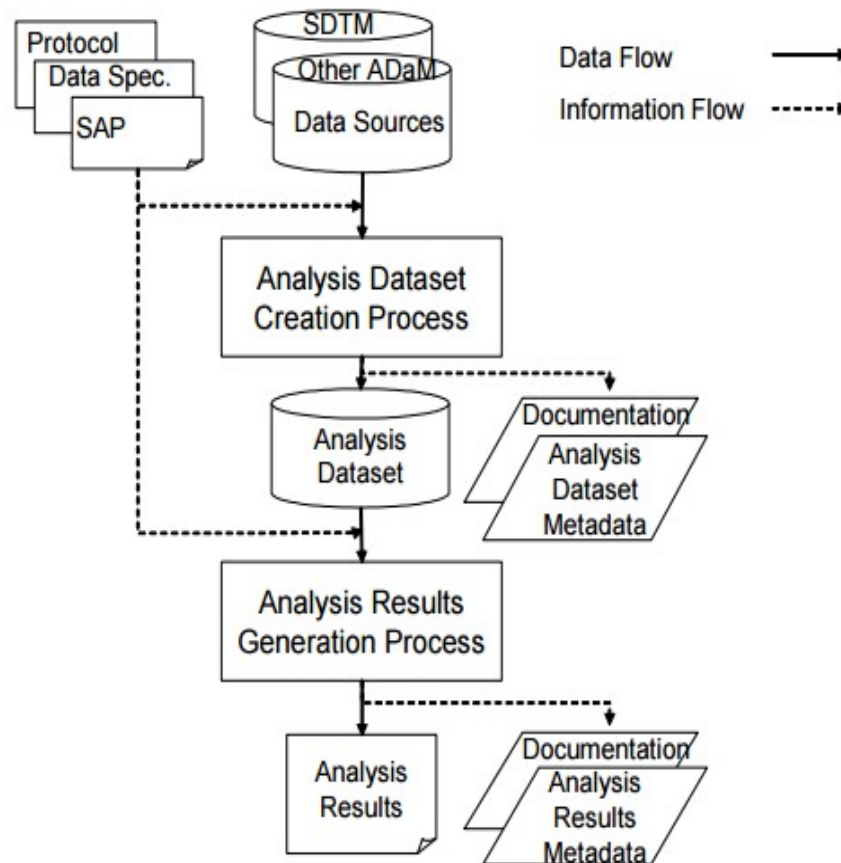 Protocol
Data Spec.
SAP
SDTM
Other ADaM
Data Sources
Data Flow
Information Flow
Analysis Dataset
Creation Process
Analysis
Dataset
Documentation
Analysis
Dataset
Metadata
Analysis Results
Generation Process
Analysis
Results
Documentation
Analysis
Results
Metadata